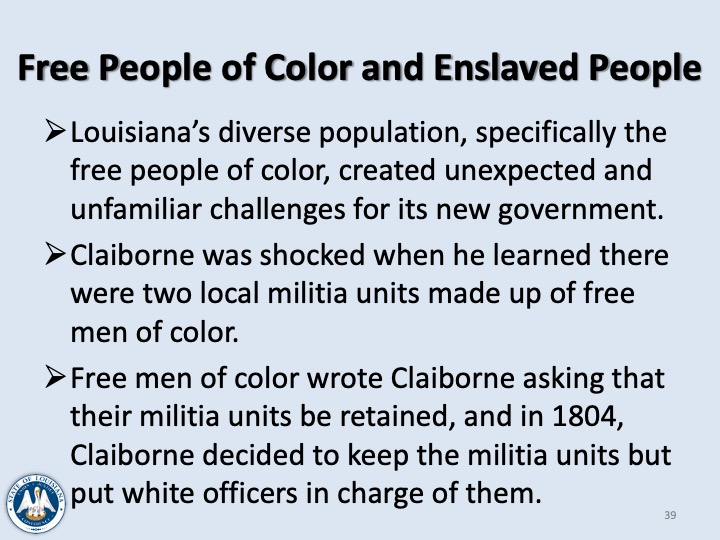 Free People of Color and Enslaved People
➢Louisiana’s diverse population, specifically the
free people of color, created unexpected and
unfamiliar challenges for its new government.
➢Claiborne was shocked when he learned there
were two local militia units made up of free
men of color.
➢Free men of color wrote Claiborne asking that
their militia units be retained, and in 1804,
Claiborne decided to keep the militia units but
put white officers in charge of them.
STATE OF LOUISIANA
CONFIDENCE
39